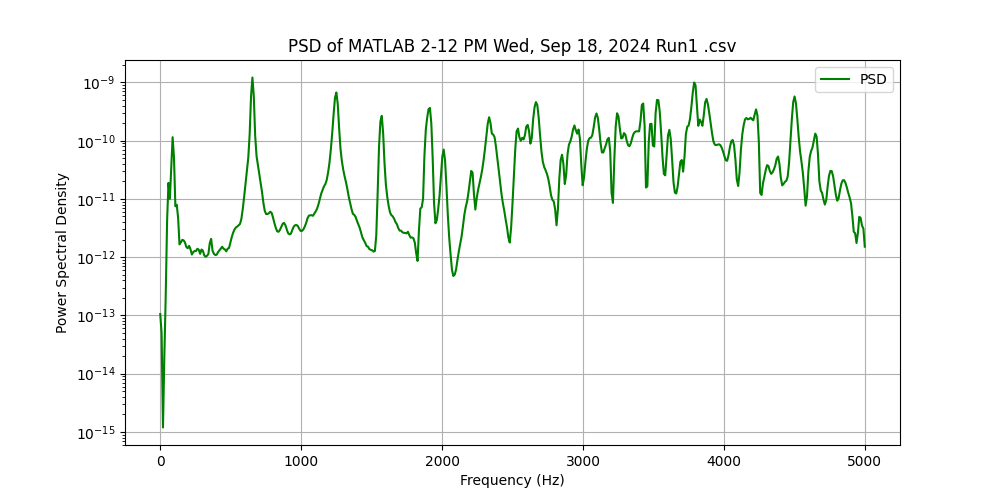 PSD of MATLAB 2-12 PM Wed, Sep 18, 2024 Run1 .csv
PSD
Power Spectral Density
10⁻⁹
10⁻¹⁰
10⁻¹¹
10⁻¹²
10⁻¹³
10⁻¹⁴
10⁻¹⁵
0 1000 2000 3000 4000 5000
Frequency (Hz)